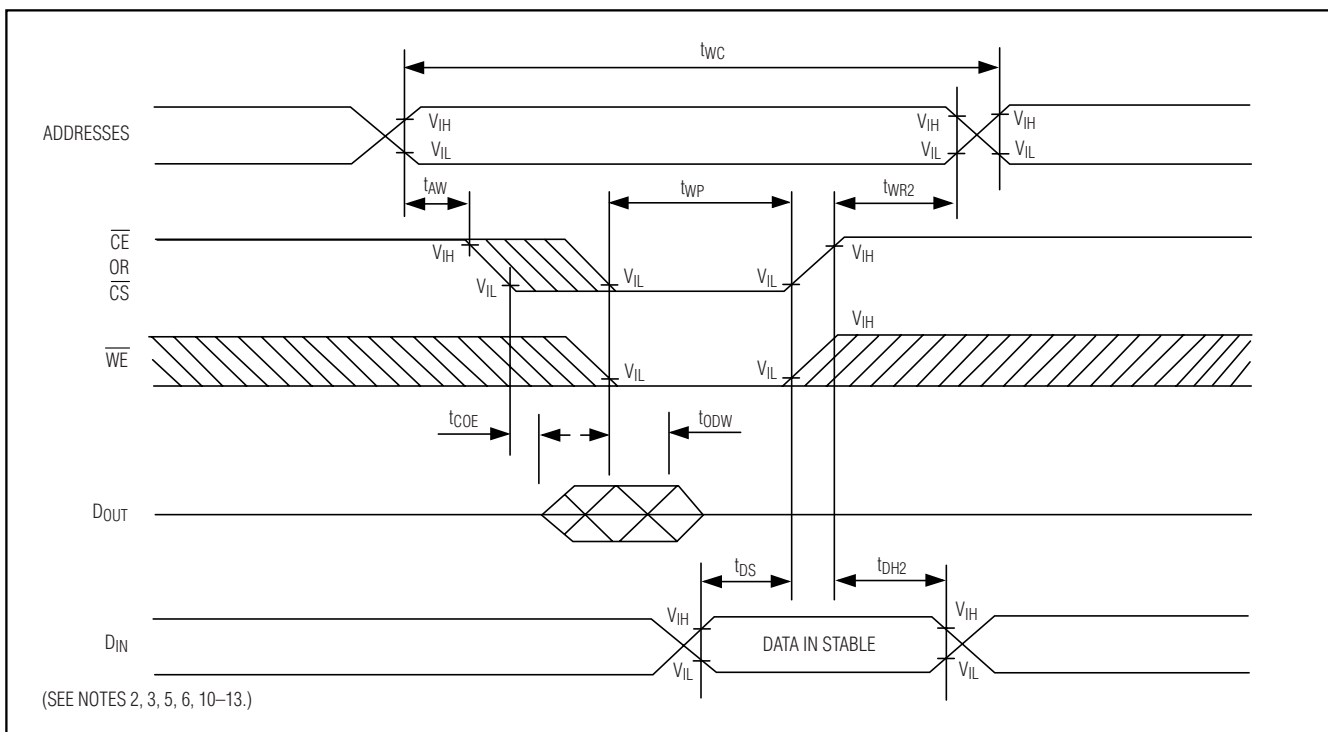 tWC
ADDRESSES
VIH
VIL
VIH
VIL
VIH
VIL
tAW
tWP
tWR2
CE
OR
CS
VIH
VIL
VIL
VIL
VIH
WE
VIL
VIL
VIH
tCOE
tODW
DOUT
tDS
tDH2
DIN
VIH
VIL
DATA IN STABLE
VIH
VIL
(SEE NOTES 2, 3, 5, 6, 10–13.)